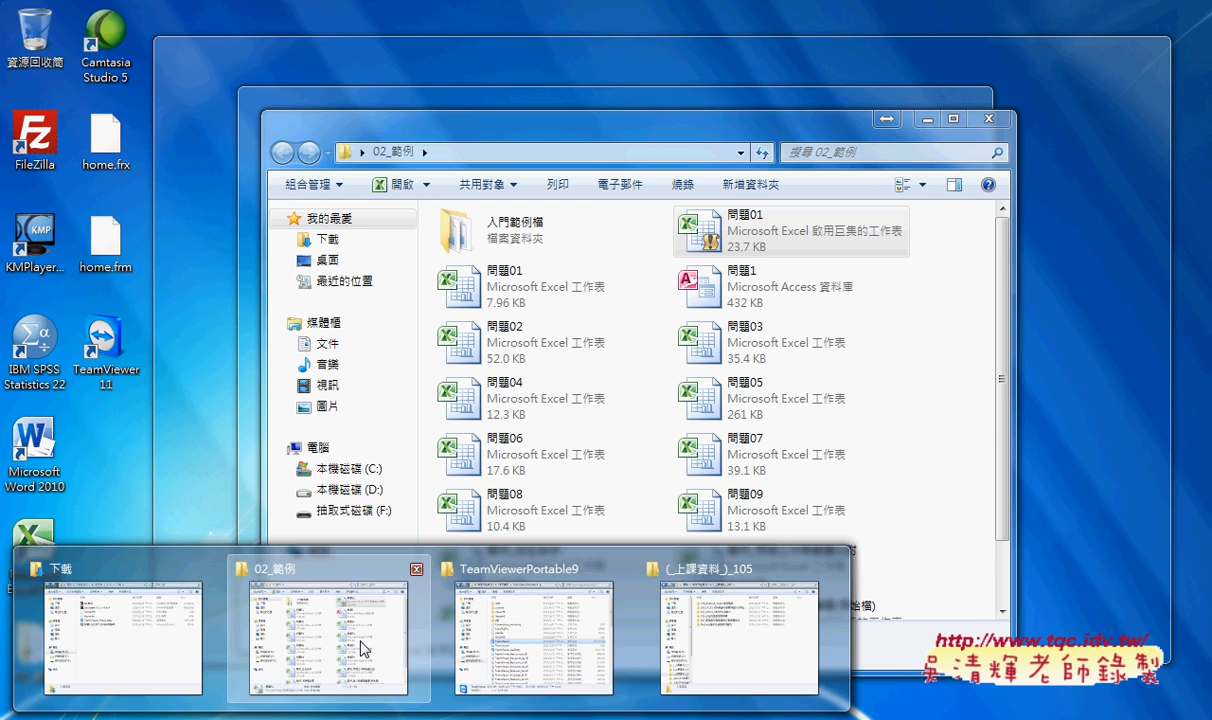 資源回收筒
Camtasia
Studio 5
FileZilla
home.frx
KMPlayer...
home.frm
IBM SPSS
Statistics 22
TeamViewer
11
Microsoft
Word 2010
02_範例
搜尋 02_範例
組合管理
開啟
共用對象
列印
電子郵件
燒錄
新增資料夾
我的最愛
下載
桌面
最近的位置
媒體櫃
文件
音樂
視訊
圖片
電腦
本機磁碟 (C:)
本機磁碟 (D:)
抽取式磁碟 (F:)
入門範例檔
檔案資料夾
問題01
Microsoft Excel 啟用巨集的工作表
23.7 KB
問題01
Microsoft Excel 工作表
7.96 KB
問題1
Microsoft Access 資料庫
432 KB
問題02
Microsoft Excel 工作表
52.0 KB
問題03
Microsoft Excel 工作表
35.4 KB
問題04
Microsoft Excel 工作表
12.3 KB
問題05
Microsoft Excel 工作表
261 KB
問題06
Microsoft Excel 工作表
17.6 KB
問題07
Microsoft Excel 工作表
39.1 KB
問題08
Microsoft Excel 工作表
10.4 KB
問題09
Microsoft Excel 工作表
13.1 KB
下載
02_範例
TeamViewerPortable9
(_上課資料_)_105
http://www.tqc.idv.tw/
吳清輝老師錄製